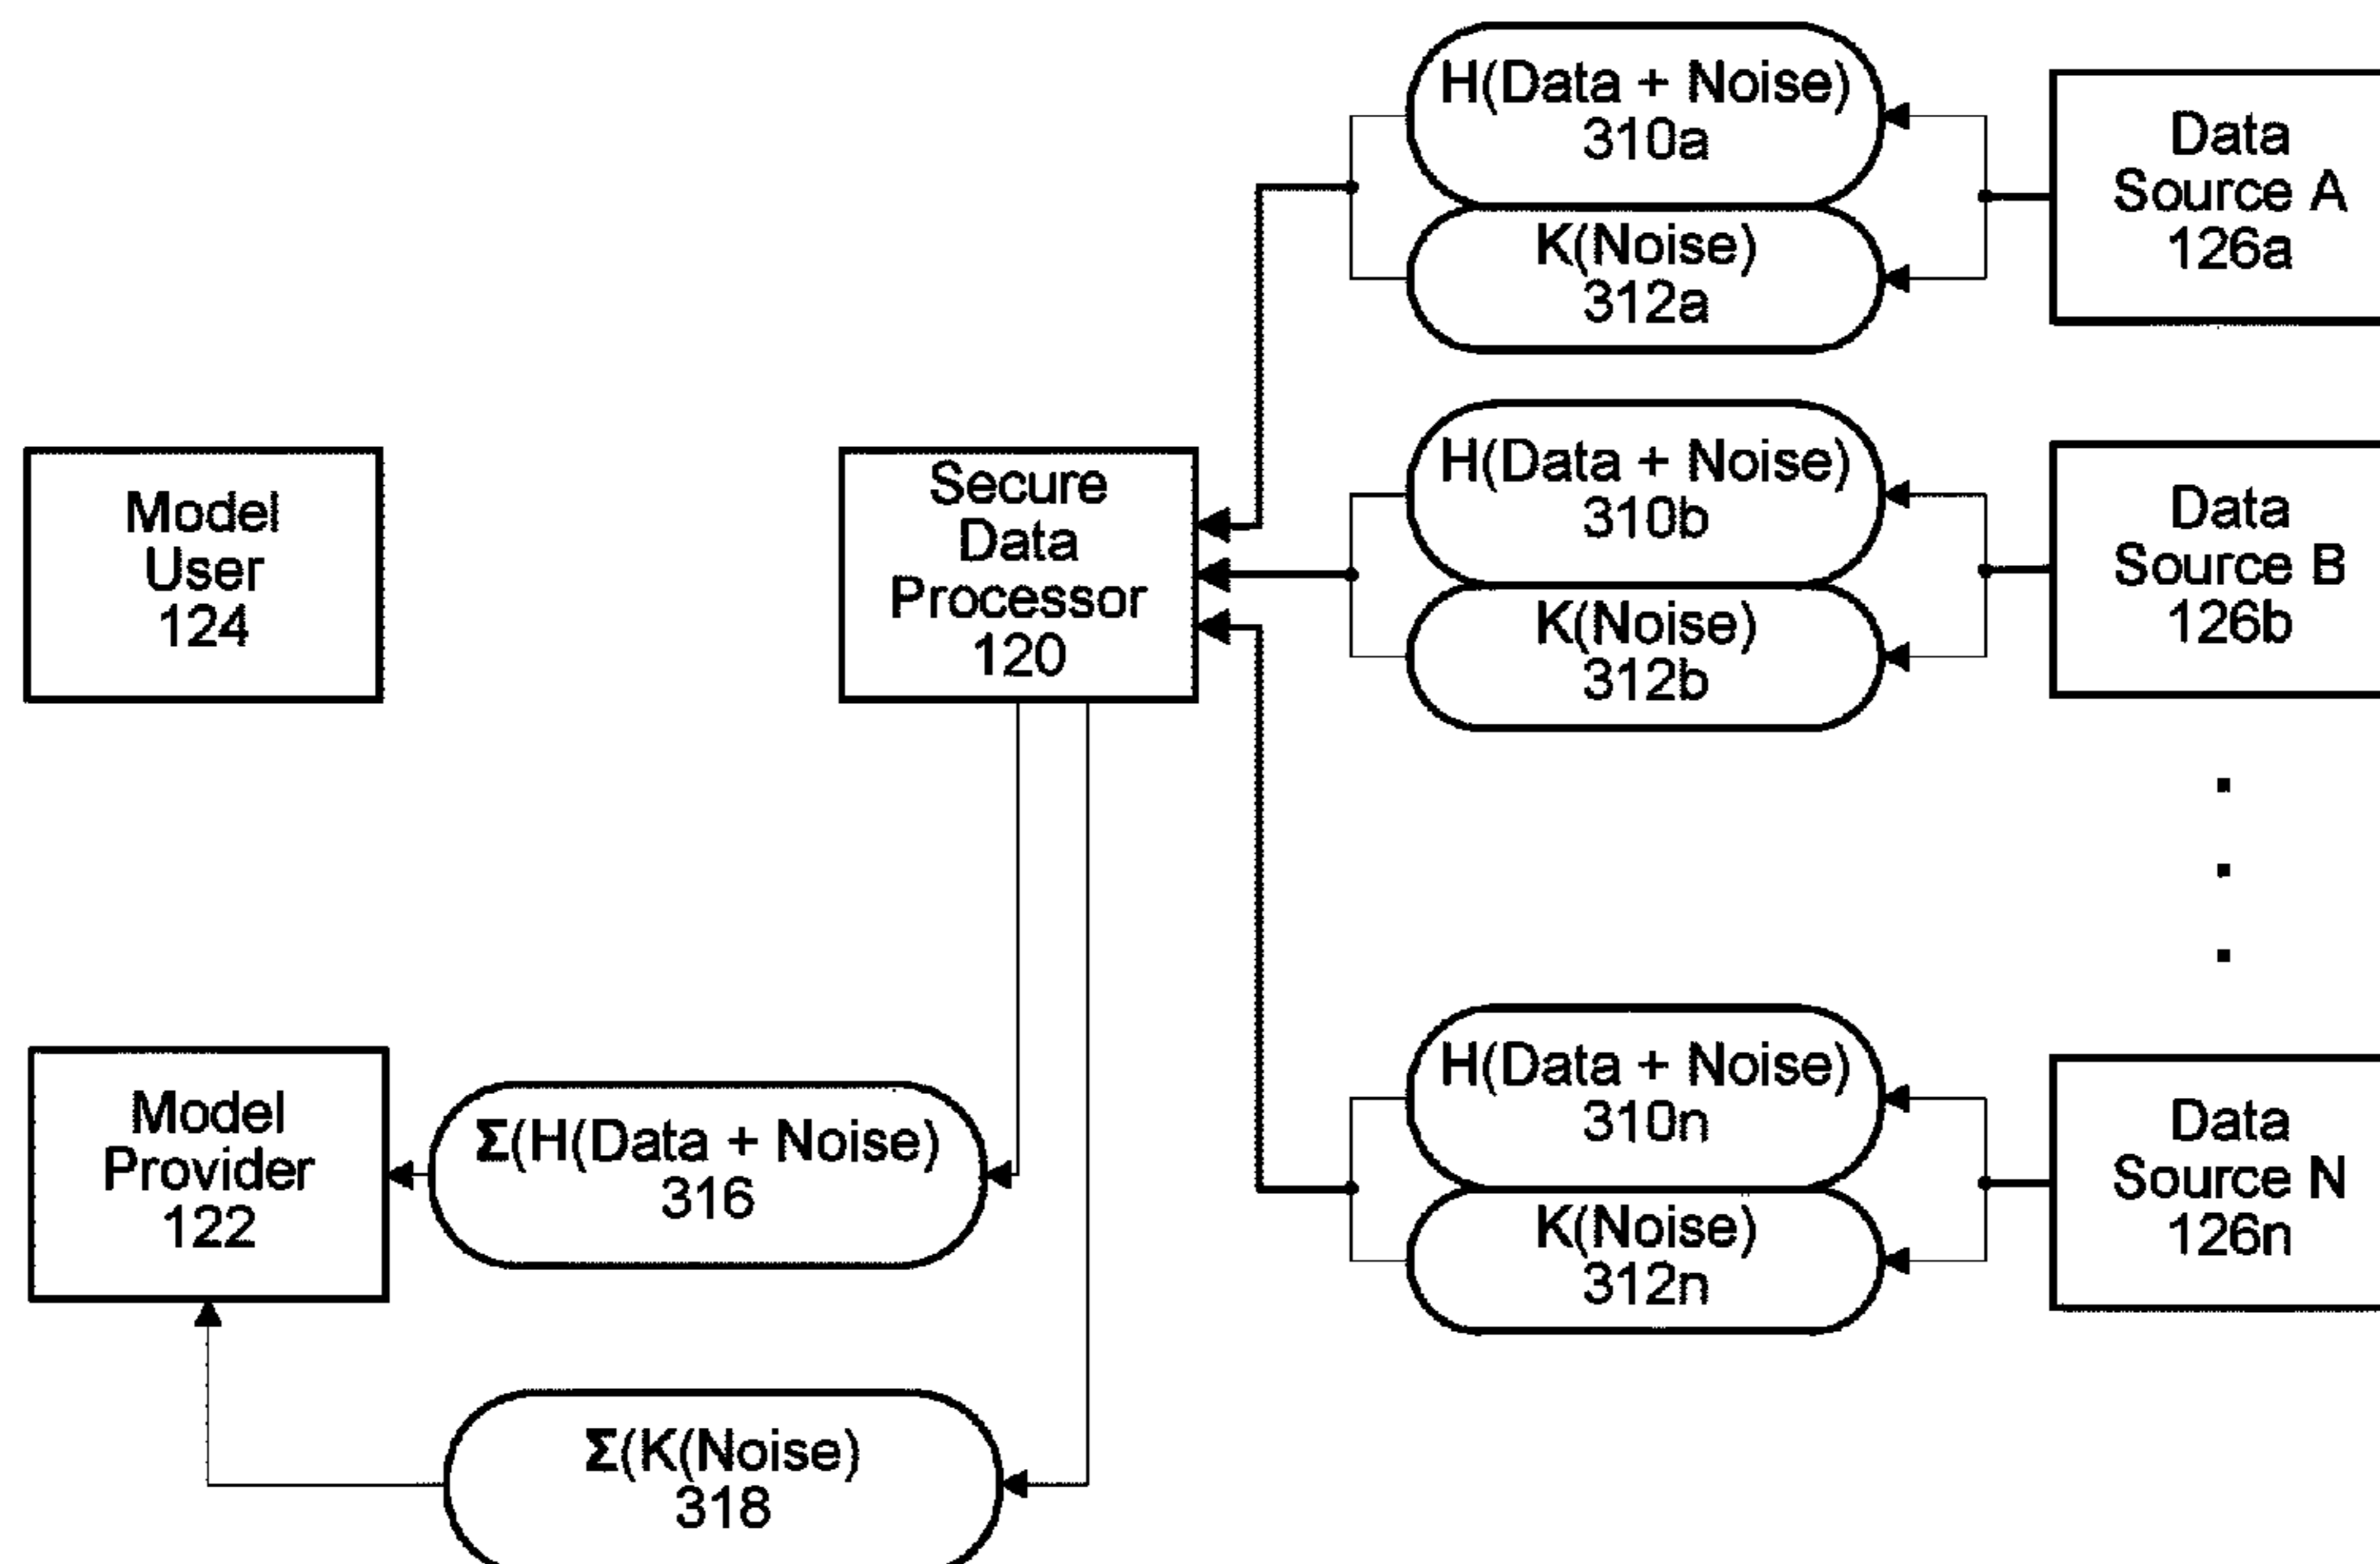 H(Data + Noise)
310a
K(Noise)
312a
Data
Source A
126a
Model
User
124
Secure
Data
Processor
120
H(Data + Noise)
310b
K(Noise)
312b
Data
Source B
126b
Model
Provider
122
Σ(H(Data + Noise)
316
Σ(K(Noise)
318
H(Data + Noise)
310n
K(Noise)
312n
Data
Source N
126n